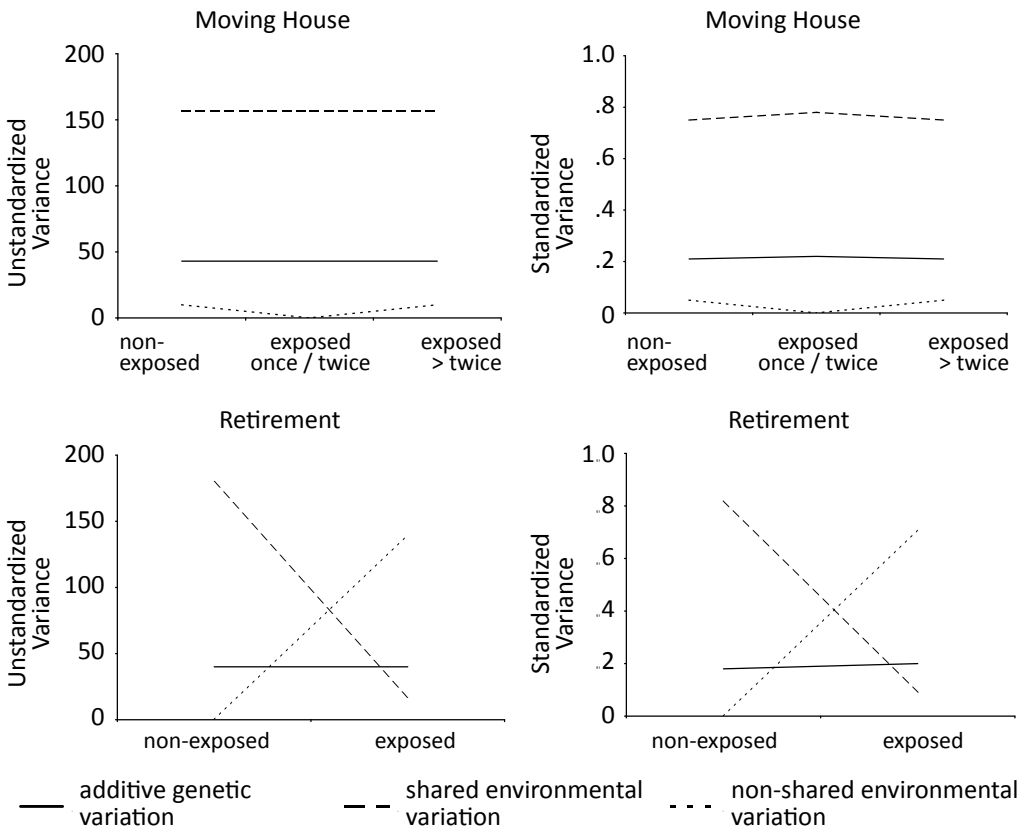 Moving House
Unstandardized
Variance
200
150
100
50
0
non-
exposed
exposed
once / twice
exposed
> twice
Moving House
Standardized
Variance
1.0
.8
.6
.4
.2
0
non-
exposed
exposed
once / twice
exposed
> twice
Retirement
Unstandardized
Variance
200
150
100
50
0
non-exposed
exposed
Retirement
Standardized
Variance
1.0
.8
.6
.4
.2
0
non-exposed
exposed
additive genetic
variation
shared environmental
variation
non-shared environmental
variation